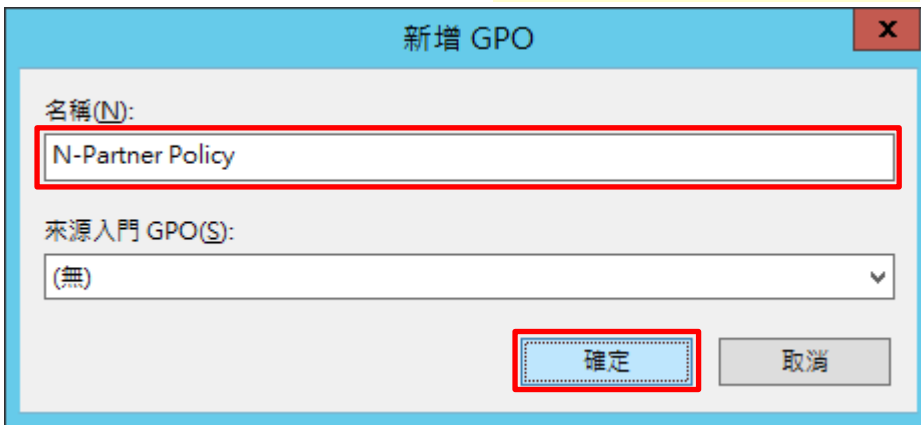 新增 GPO
x
名稱(N):
N-Partner Policy
來源入門 GPO(S):
(無)
確定
取消